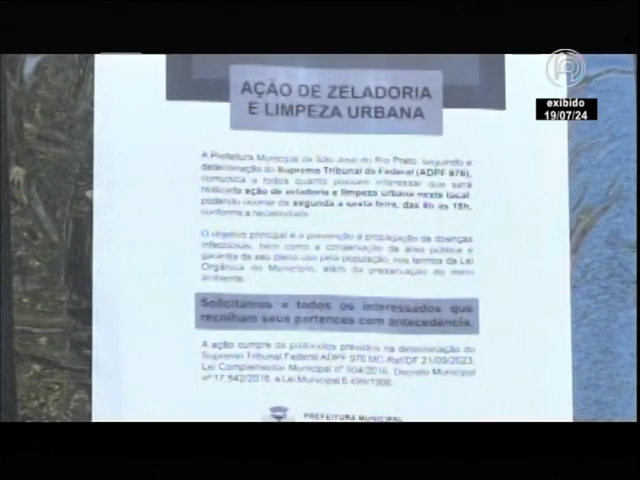 exibido
19/07/24
AÇÃO DE ZELADORIA
E LIMPEZA URBANA
A Prefeitura Municipal de São José do Rio Preto, seguindo a
determinação do Supremo Tribunal de Federal (ADPF 976),
comunica a todos quanto possam interessar que será
realizada ação de zeladoria e limpeza urbana neste local,
podendo ocorrer de segunda a sexta feira, das 8h às 18h,
conforme a necessidade.
O objetivo principal é a prevenção à propagação de doenças
infecciosas, bem como a conservação da área pública e
garantia de seu pleno uso pela população, nos termos da Lei
Orgânica do Município, além da preservação do meio
ambiente.
Solicitamos a todos os interessados que
recolham seus pertences com antecedência.
A ação cumpre os protocolos previstos na determinação do
Supremo Tribunal Federal ADPF 976 MC-Ref/DF 21/09/2023,
Lei Complementar Municipal nº 504/2016, Decreto Municipal
nº 17.542/2016, e Lei Municipal
PREFEITURA MUNICIPAL